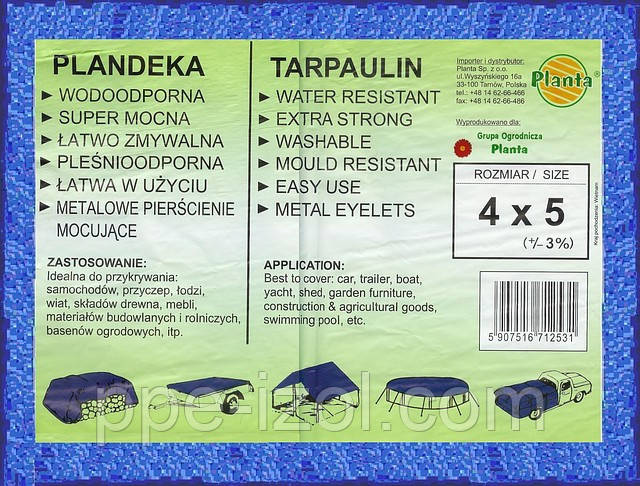 PLANDEKA
► WODOODPORNA
► SUPER MOCNA
► ŁATWO ZMYWALNA
► PLEŚNIOODPORNA
► ŁATWA W UŻYCIU
► METALOWE PIERŚCIENIE
MOCUJĄCE
ZASTOSOWANIE:
Idealna do przykrywania:
samochodów, przyczep, łodzi,
wiat, składów drewna, mebli,
materiałów budowlanych i rolniczych,
basenów ogrodowych, itp.
TARPAULIN
► WATER RESISTANT
► EXTRA STRONG
► WASHABLE
► MOULD RESISTANT
► EASY USE
► METAL EYELETS
APPLICATION:
Best to cover: car, trailer, boat,
yacht, shed, garden furniture,
construction & agricultural goods,
swimming pool, etc.
Importer i dystrybutor:
Planta Sp. z o.o.
ul.Wyszyńskiego 16a
33-100 Tarnów, Polska
tel.: +48 14 62-66-466
fax: +48 14 62-66-486
Planta®
Wyprodukowano dla:
Grupa Ogrodnicza
Planta
ROZMIAR / SIZE
4 x 5
(+/- 3%)
Kraj pochodzenia: Wietnam
5 907516 712531
ppe-izol.com.ua